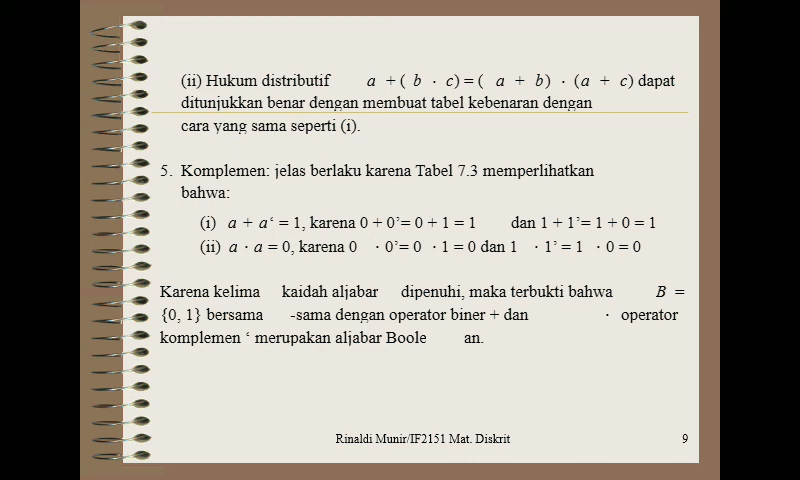 (ii) Hukum distributif a + ( b · c) = ( a + b) · (a + c) dapat
ditunjukkan benar dengan membuat tabel kebenaran dengan
cara yang sama seperti (i).
5. Komplemen: jelas berlaku karena Tabel 7.3 memperlihatkan
bahwa:
(i) a + a‘ = 1, karena 0 + 0’= 0 + 1 = 1 dan 1 + 1’= 1 + 0 = 1
(ii) a · a = 0, karena 0 · 0’= 0 · 1 = 0 dan 1 · 1’ = 1 · 0 = 0
Karena kelima kaidah aljabar dipenuhi, maka terbukti bahwa B =
{0, 1} bersama -sama dengan operator biner + dan · operator
komplemen ‘ merupakan aljabar Boole an.
Rinaldi Munir/IF2151 Mat. Diskrit 9